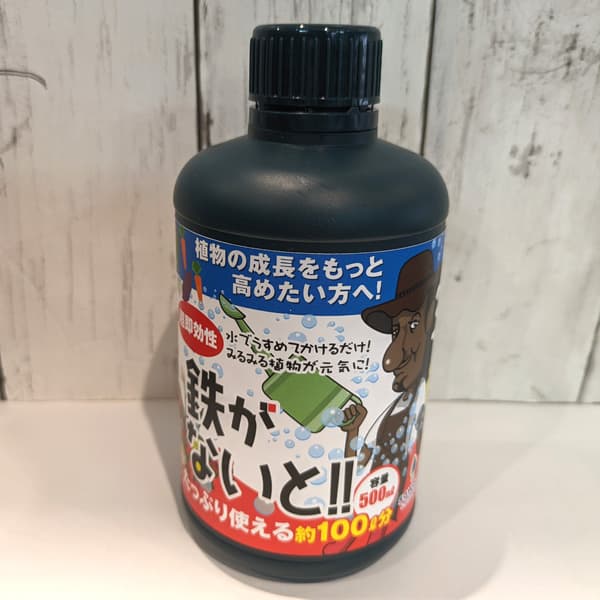 植物の成長をもっと
高めたい方へ!
即効性
水でうすめてかけるだけ!
みるみる植物が元気に!
鉄が
ないと!!
容量
500㎖
たっぷり使える約100ℓ分